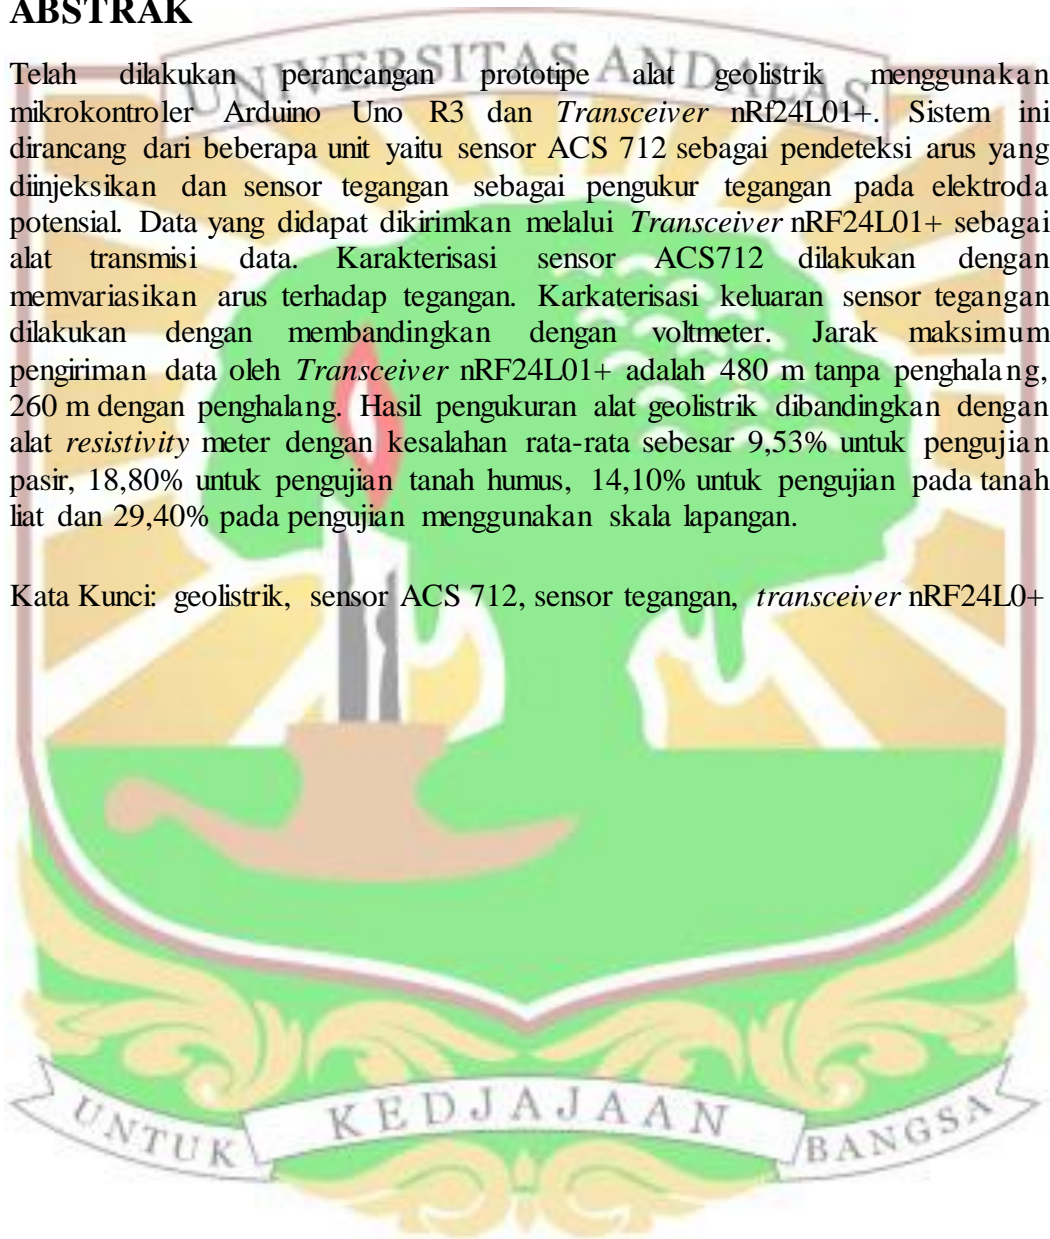 ABSTRAK
UNIVERSITAS ANDALAS
Telah dilakukan perancangan prototipe alat geolistrik menggunakan
mikrokontroler Arduino Uno R3 dan Transceiver nRf24L01+. Sistem ini
dirancang dari beberapa unit yaitu sensor ACS 712 sebagai pendeteksi arus yang
diinjeksikan dan sensor tegangan sebagai pengukur tegangan pada elektroda
potensial. Data yang didapat dikirimkan melalui Transceiver nRF24L01+ sebagai
alat transmisi data. Karakterisasi sensor ACS712 dilakukan dengan
memvariasikan arus terhadap tegangan. Karkaterisasi keluaran sensor tegangan
dilakukan dengan membandingkan dengan voltmeter. Jarak maksimum
pengiriman data oleh Transceiver nRF24L01+ adalah 480 m tanpa penghalang,
260 m dengan penghalang. Hasil pengukuran alat geolistrik dibandingkan dengan
alat resistivity meter dengan kesalahan rata-rata sebesar 9,53% untuk pengujian
pasir, 18,80% untuk pengujian tanah humus, 14,10% untuk pengujian pada tanah
liat dan 29,40% pada pengujian menggunakan skala lapangan.
Kata Kunci: geolistrik, sensor ACS 712, sensor tegangan, transceiver nRF24L0+
UNTUK KEDJAJAAN BANGSA